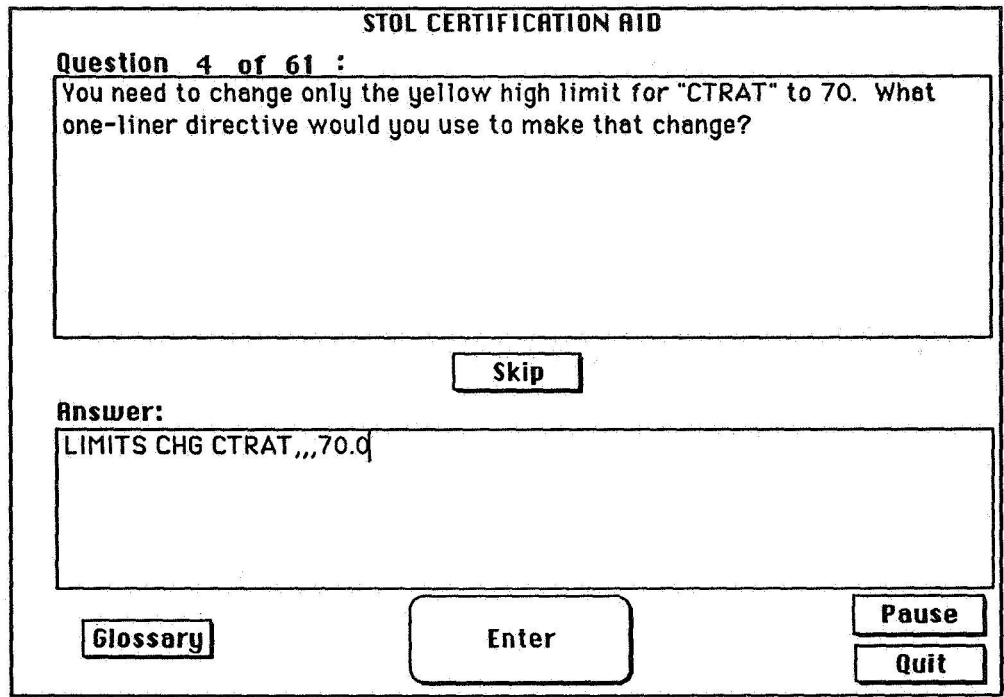 STOL CERTIFICATION AID
Question 4 of 61 :
You need to change only the yellow high limit for "CTRAT" to 70. What
one-liner directive would you use to make that change?
Skip
Answer:
LIMITS CHG CTRAT,,,70.0
Glossary
Enter
Pause
Quit